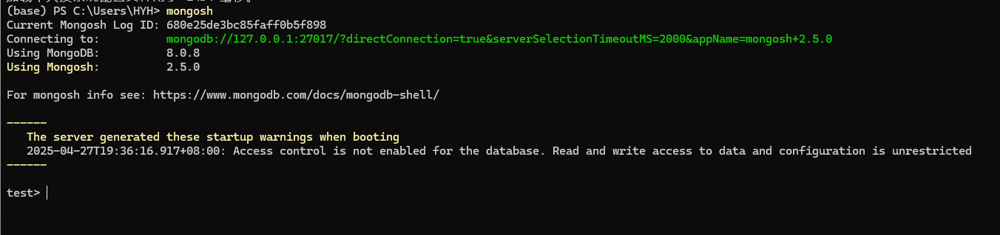 (base) PS C:\Users\HYH> mongosh
Current Mongosh Log ID: 680e25de3bc85faff0b5f898
Connecting to:          mongodb://127.0.0.1:27017/?directConnection=true&serverSelectionTimeoutMS=2000&appName=mongosh+2.5.0
Using MongoDB:          8.0.8
Using Mongosh:          2.5.0
For mongosh info see: https://www.mongodb.com/docs/mongodb-shell/
------
The server generated these startup warnings when booting
2025-04-27T19:36:16.917+08:00: Access control is not enabled for the database. Read and write access to data and configuration is unrestricted
------
test>